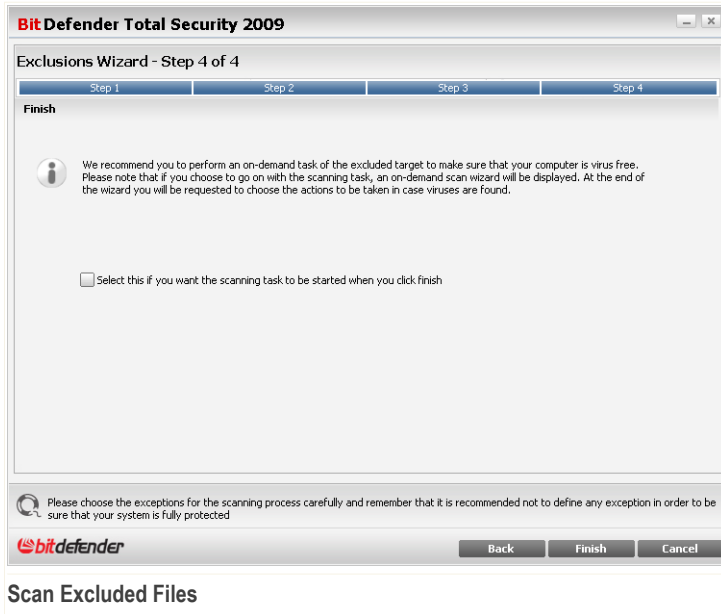 BitDefender Total Security 2009
Exclusions Wizard - Step 4 of 4
Step 1 Step 2 Step 3 Step 4
Finish
We recommend you to perform an on-demand task of the excluded target to make sure that your computer is virus free.
Please note that if you choose to go on with the scanning task, an on-demand scan wizard will be displayed. At the end of
the wizard you will be requested to choose the actions to be taken in case viruses are found.
Select this if you want the scanning task to be started when you click finish
Please choose the exceptions for the scanning process carefully and remember that it is recommended not to define any exception in order to be
sure that your system is fully protected
bitdefender
Back Finish Cancel
Scan Excluded Files